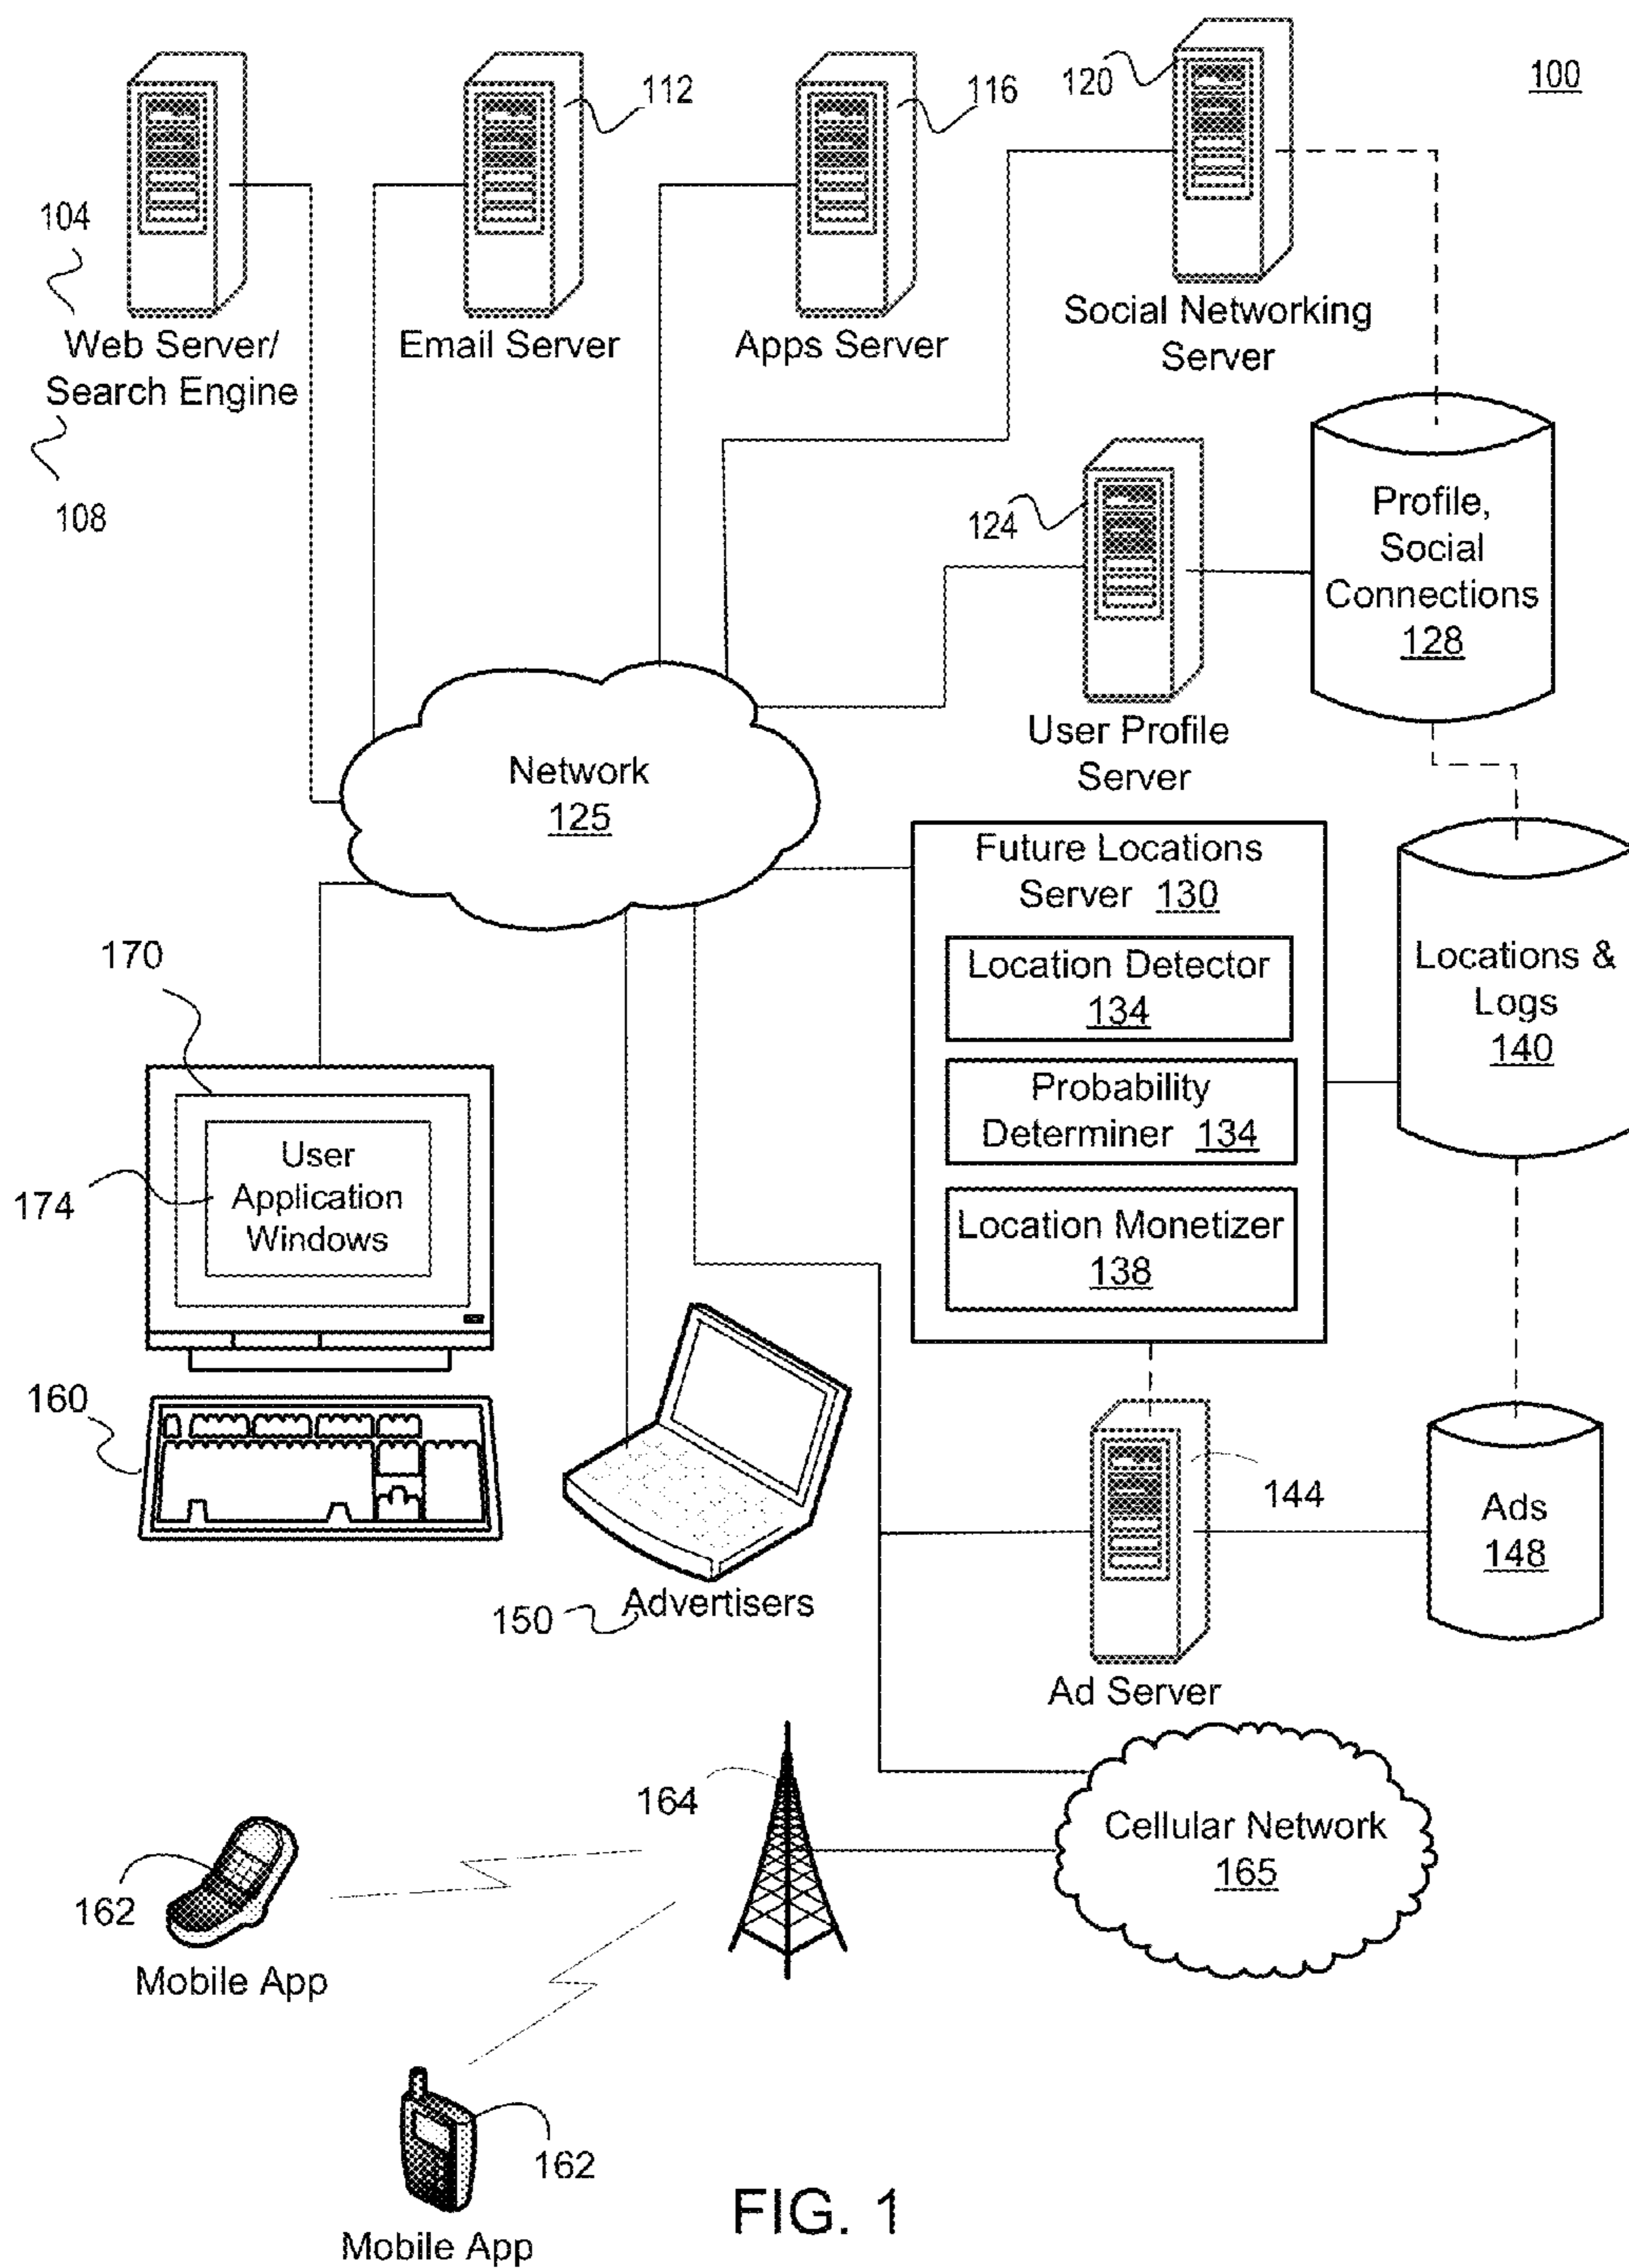 100
112
116
120
104
Web Server/
Search Engine
108
Email Server
Apps Server
Social Networking
Server
124
User Profile
Server
Profile,
Social
Connections
128
Network
125
Future Locations
Server 130
Location Detector
134
Probability
Determiner 134
Location Monetizer
138
Locations &
Logs
140
170
174
User
Application
Windows
160
150
Advertisers
144
Ad Server
Ads
148
164
Cellular Network
165
162
Mobile App
162
Mobile App
FIG. 1